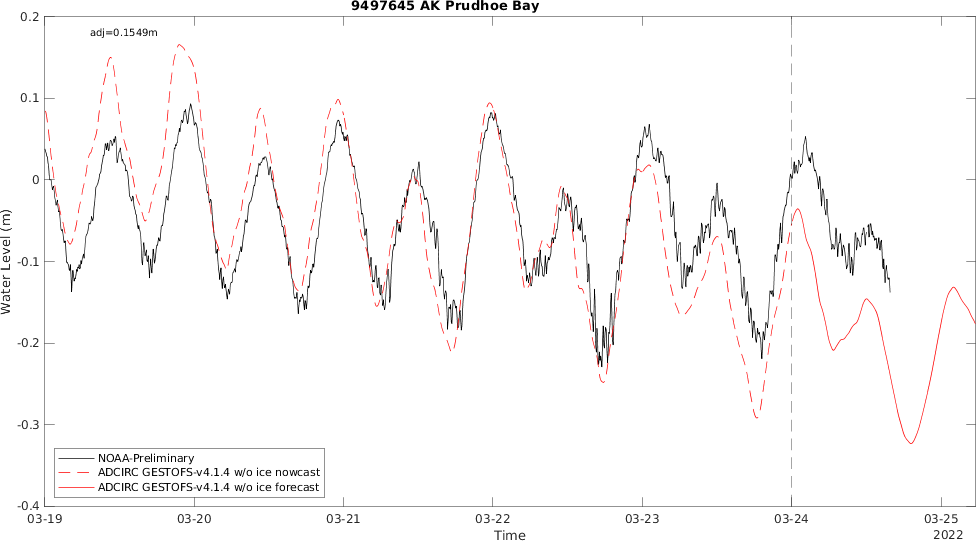 9497645 AK Prudhoe Bay
adj=0.1549m
0.2
0.1
0
-0.1
-0.2
-0.3
-0.4
Water Level (m)
NOAA-Preliminary
ADCIRC GESTOFS-v4.1.4 w/o ice nowcast
ADCIRC GESTOFS-v4.1.4 w/o ice forecast
03-19 03-20 03-21 03-22 03-23 03-24 03-25
Time
2022